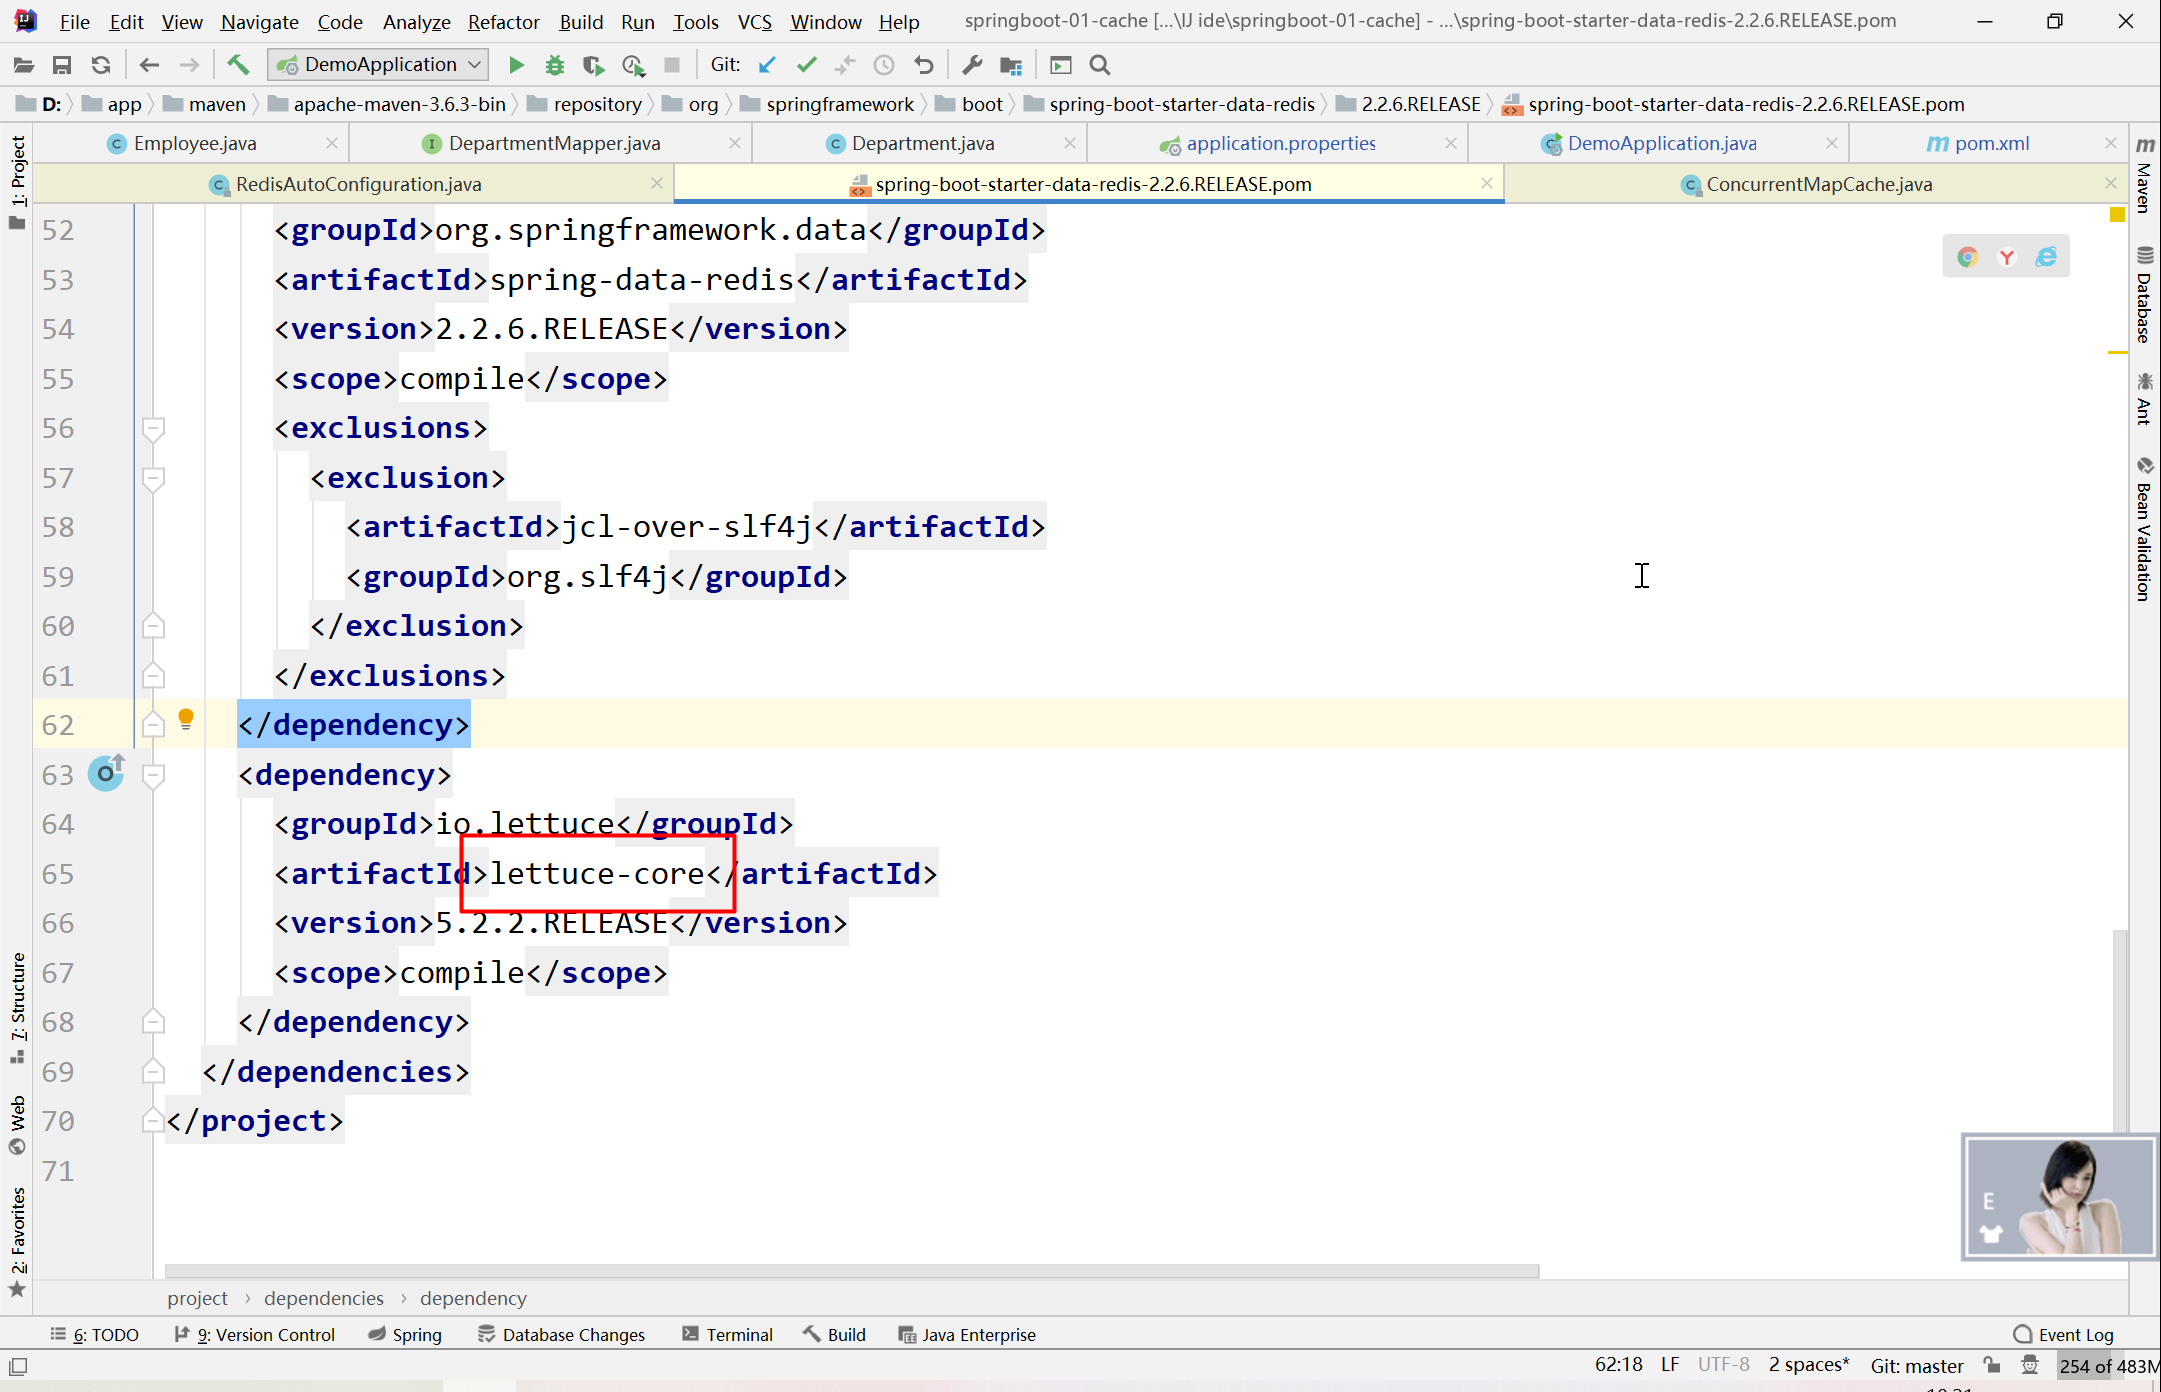 File Edit View Navigate Code Analyze Refactor Build Run Tools VCS Window Help springboot-01-cache [...\IJ ide\springboot-01-cache] - ...\spring-boot-starter-data-redis-2.2.6.RELEASE.pom
DemoApplication Git:
D: app maven apache-maven-3.6.3-bin repository org springframework boot spring-boot-starter-data-redis 2.2.6.RELEASE spring-boot-starter-data-redis-2.2.6.RELEASE.pom
Employee.java DepartmentMapper.java Department.java application.properties DemoApplication.java pom.xml
RedisAutoConfiguration.java spring-boot-starter-data-redis-2.2.6.RELEASE.pom ConcurrentMapCache.java
1: Project
7: Structure
Web
2: Favorites
52 <groupId>org.springframework.data</groupId>
53 <artifactId>spring-data-redis</artifactId>
54 <version>2.2.6.RELEASE</version>
55 <scope>compile</scope>
56 <exclusions>
57 <exclusion>
58 <artifactId>jcl-over-slf4j</artifactId>
59 <groupId>org.slf4j</groupId>
60 </exclusion>
61 </exclusions>
62 </dependency>
63 <dependency>
64 <groupId>io.lettuce</groupId>
65 <artifactId>lettuce-core</artifactId>
66 <version>5.2.2.RELEASE</version>
67 <scope>compile</scope>
68 </dependency>
69 </dependencies>
70 </project>
71
Maven
Database
Ant
Bean Validation
E
project › dependencies › dependency
6: TODO 9: Version Control Spring Database Changes Terminal Build Java Enterprise Event Log
62:18 LF UTF-8 2 spaces* Git: master 254 of 483M